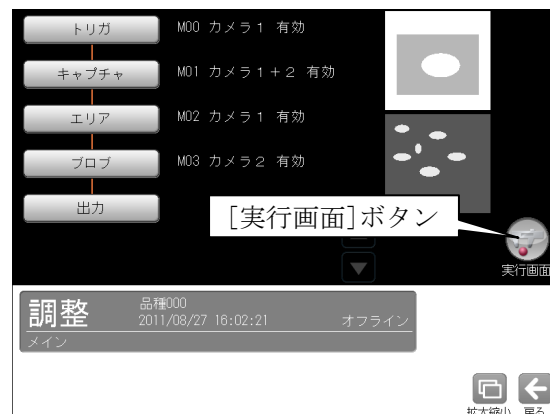 トリガ M00 カメラ1 有効
キャプチャ M01 カメラ1+2 有効
エリア M02 カメラ1 有効
ブロブ M03 カメラ2 有効
出力
[実行画面]ボタン
実行画面
調整 品種000
2011/08/27 16:02:21 オフライン
メイン
拡大縮小 戻る